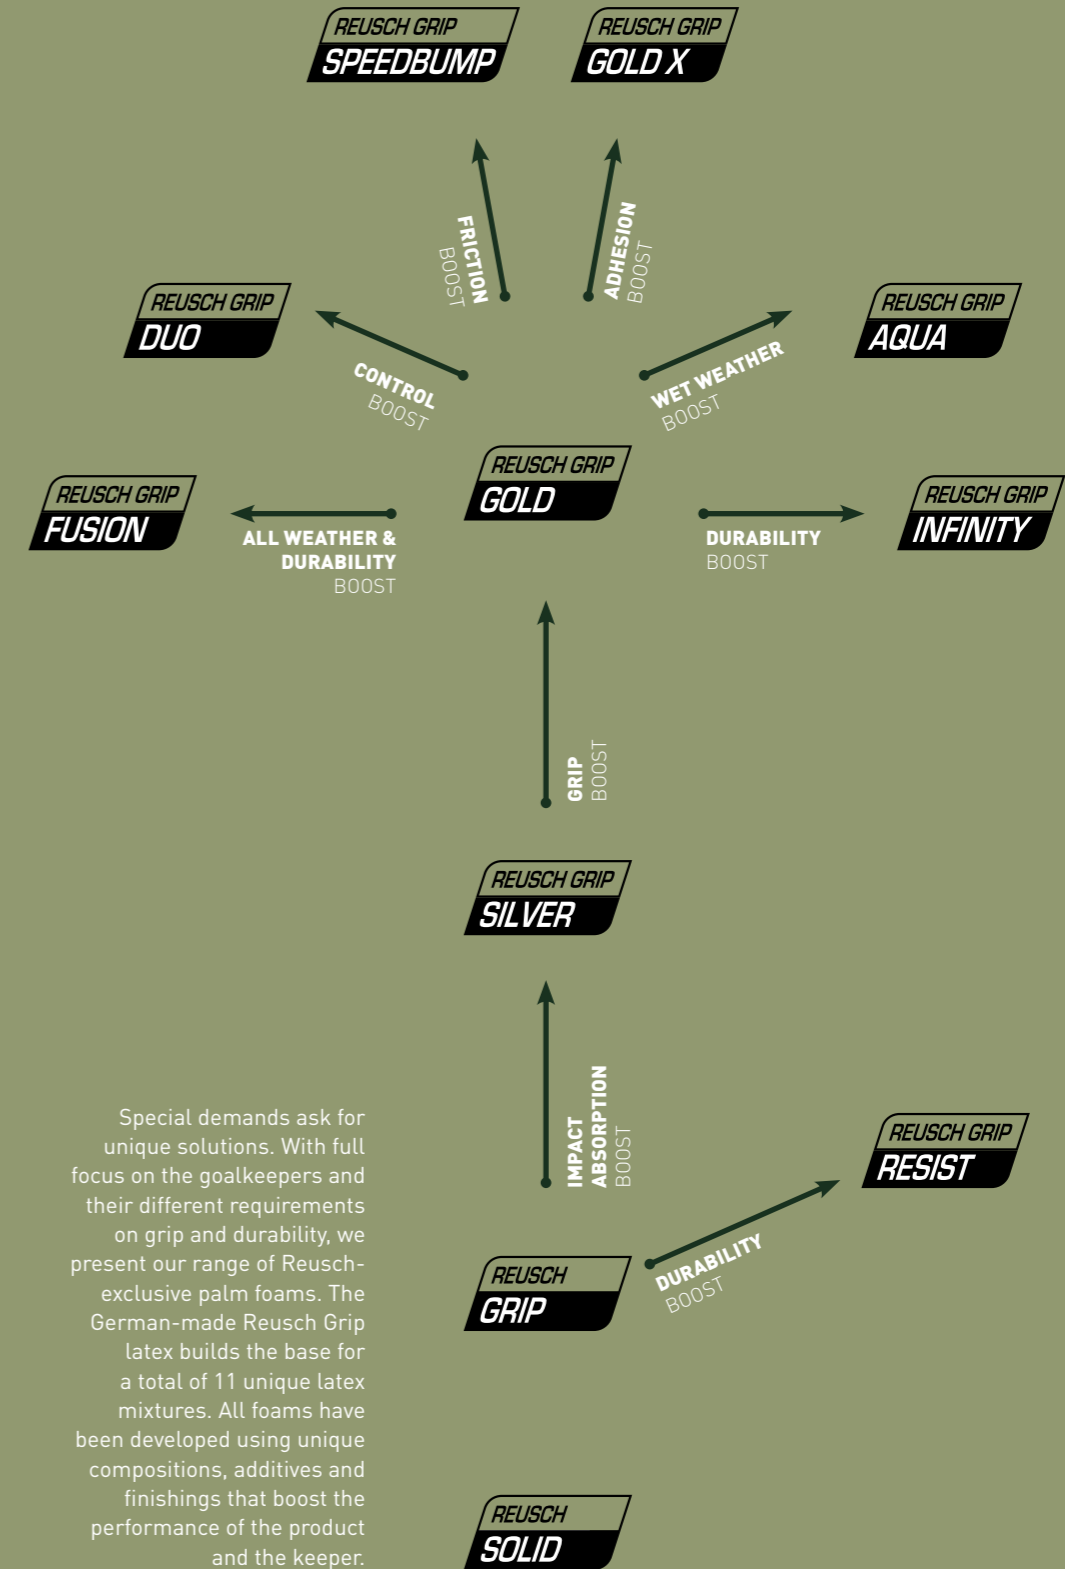 REUSCH GRIP
SPEEDBUMP
REUSCH GRIP
GOLD X
FRICTION
BOOST
ADHESION
BOOST
REUSCH GRIP
DUO
REUSCH GRIP
AQUA
CONTROL
BOOST
WET WEATHER
BOOST
REUSCH GRIP
GOLD
REUSCH GRIP
FUSION
REUSCH GRIP
INFINITY
ALL WEATHER &
DURABILITY
BOOST
DURABILITY
BOOST
GRIP
BOOST
REUSCH GRIP
SILVER
IMPACT
ABSORPTION
BOOST
REUSCH GRIP
RESIST
DURABILITY
BOOST
REUSCH
GRIP
Special demands ask for
unique solutions. With full
focus on the goalkeepers and
their different requirements
on grip and durability, we
present our range of Reusch-
exclusive palm foams. The
German-made Reusch Grip
latex builds the base for
a total of 11 unique latex
mixtures. All foams have
been developed using unique
compositions, additives and
finishings that boost the
performance of the product
and the keeper.
REUSCH
SOLID